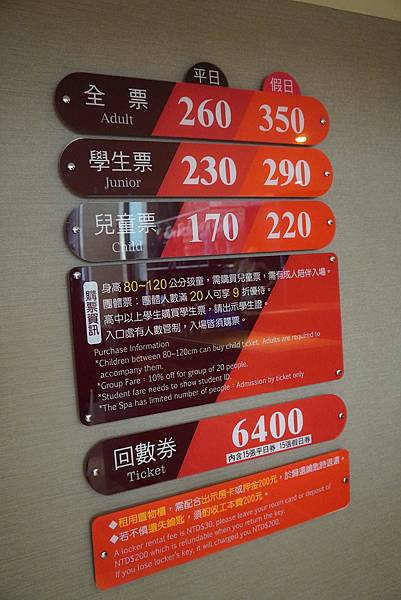 平日 假日
全票 260 350
Adult
學生票 230 290
Junior
兒童票 170 220
Child
購票資訊
身高80~120公分孩童，需購買兒童票，需有成人陪伴入場。
團體票：團體人數滿20人可享9折優待。
高中以上學生購買學生票，請出示學生證。
入口處有人數管制，入場皆須購票。
Purchase Information
*Children between 80~120cm can buy child ticket. Adults are required to
accompany them.
*Group Fare：10% off for group of 20 people.
*Student fare needs to show student ID.
*The Spa has limited number of people；Admission by ticket only
回數券 6400
Ticket 內含15張平日券 15張假日券
◆租用置物櫃，需配合出示房卡或押金200元，於歸還鑰匙時退還。
◆若不慎遺失鑰匙，須酌收工本費200元。
A locker rental fee is NTD$30, please leave your room card or deposit of
NTD$200 which is refundable when you return the key.
If you lose locker's key, it will charged you NTD$200.